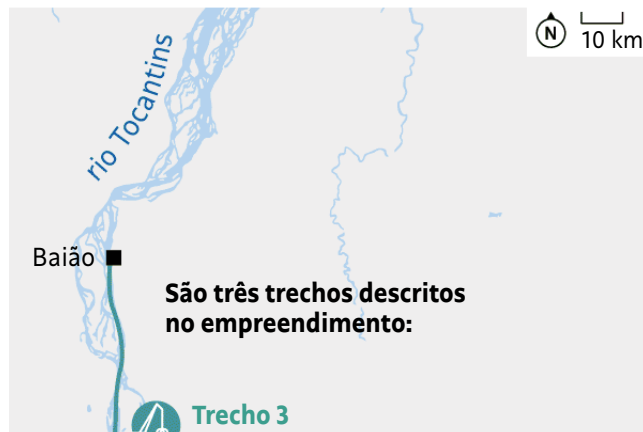 N
10 km
rio Tocantins
Baião
São três trechos descritos
no empreendimento:
Trecho 3